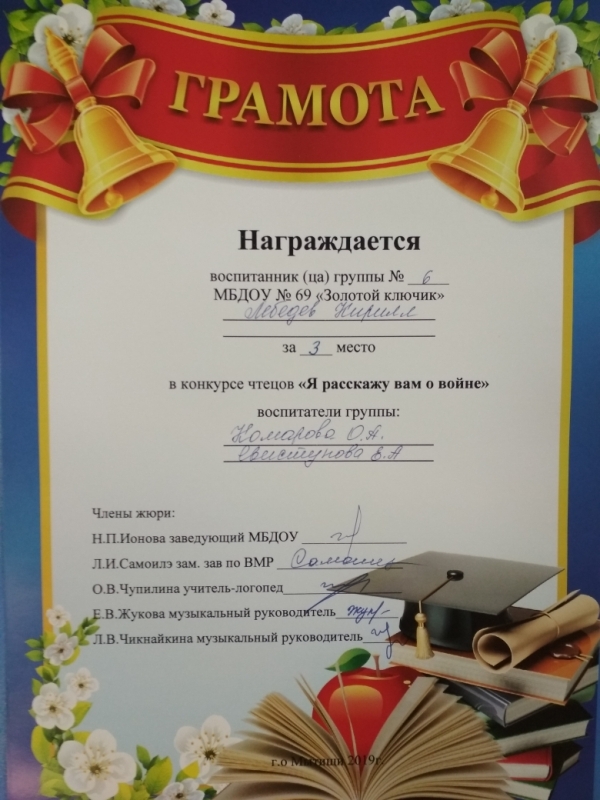 ГРАМОТА
Награждается
воспитанник (ца) группы № 6
МБДОУ № 69 «Золотой ключик»
Лебедев Кирилл
за 3 место
в конкурсе чтецов «Я расскажу вам о войне»
воспитатели группы:
Комарова О.А.
Свистунова Е.А
Члены жюри:
Н.П.Ионова заведующий МБДОУ
Л.И.Самоилэ зам. зав по ВМР
О.В.Чупилина учитель-логопед
Е.В.Жукова музыкальный руководитель
Л.В.Чикнайкина музыкальный руководитель
г.о Мытищи 2019г.